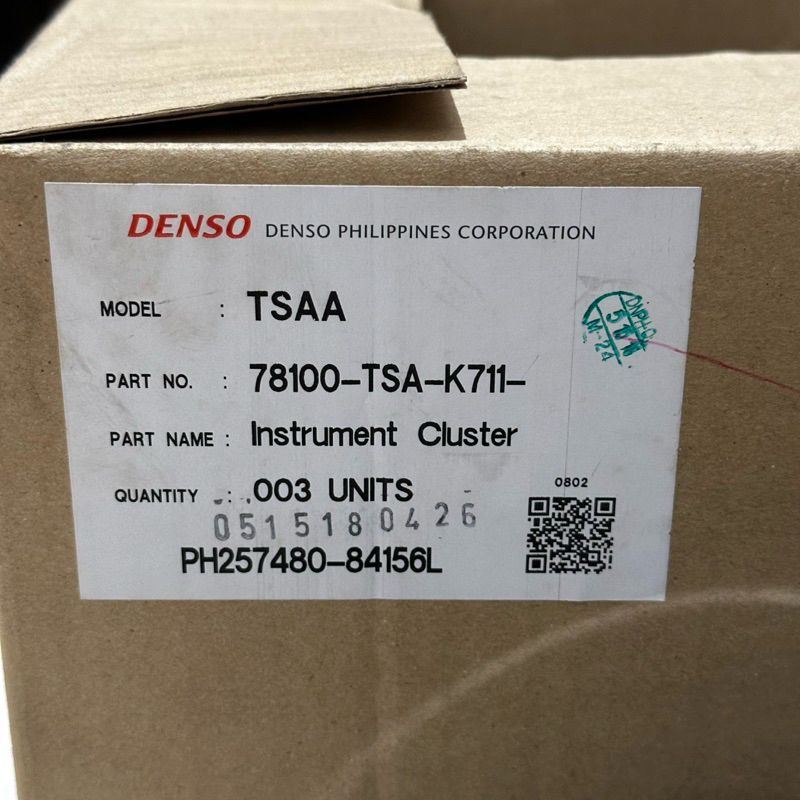 DENSO DENSO PHILIPPINES CORPORATION
MODEL : TSAA
PART NO. : 78100-TSA-K711-
PART NAME : Instrument Cluster
QUANTITY : 003 UNITS
0802
0515180426
PH257480-84156L
M-24